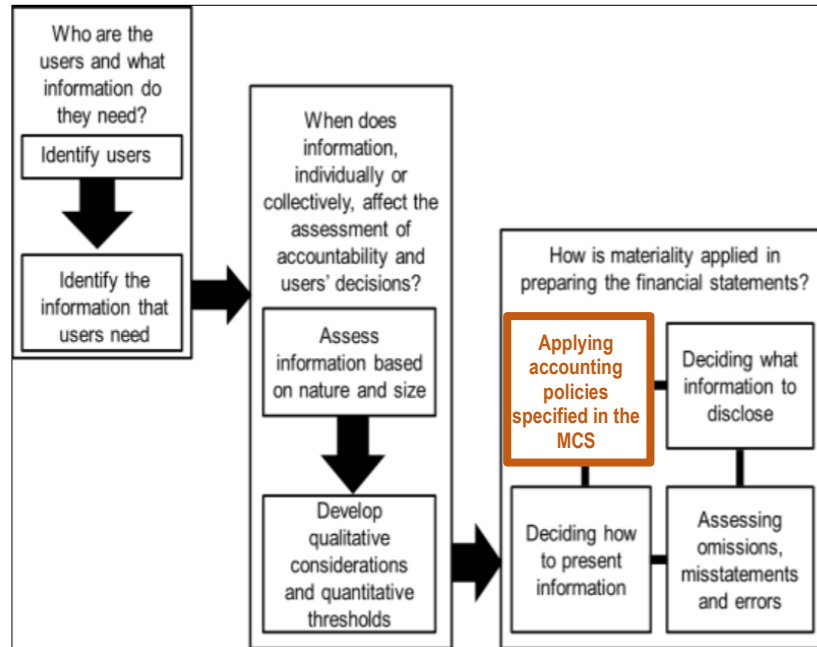 Who are the
users and what
information do
they need?
Identify users
Identify the
information that
users need
When does
information,
individually or
collectively, affect the
assessment of
accountability and
users' decisions?
Assess
information based
on nature and size
Develop
qualitative
considerations
and quantitative
thresholds
How is materiality applied in
preparing the financial statements?
Applying
accounting
policies
specified in the
MCS
Deciding what
information to
disclose
Deciding how
to present
information
Assessing
omissions,
misstatements
and errors